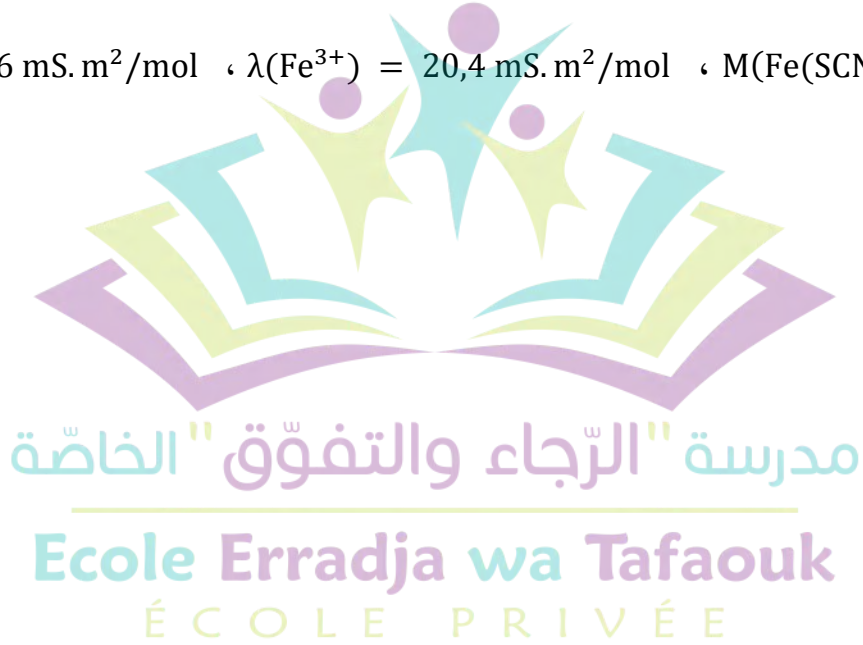 6 mS. m²/mol ، λ(Fe³⁺) = 20,4 mS. m²/mol ، M(Fe(SCN
مدرسة "الرّجاء والتفوّق" الخاصّة
Ecole Erradja wa Tafaouk
ÉCOLE PRIVÉE